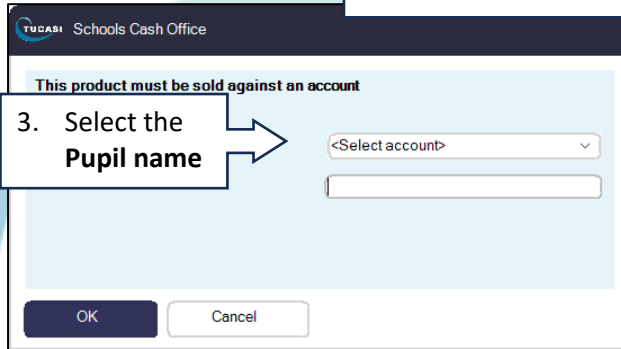 TUCASI Schools Cash Office
This product must be sold against an account
3. Select the
Pupil name
<Select account>
OK Cancel